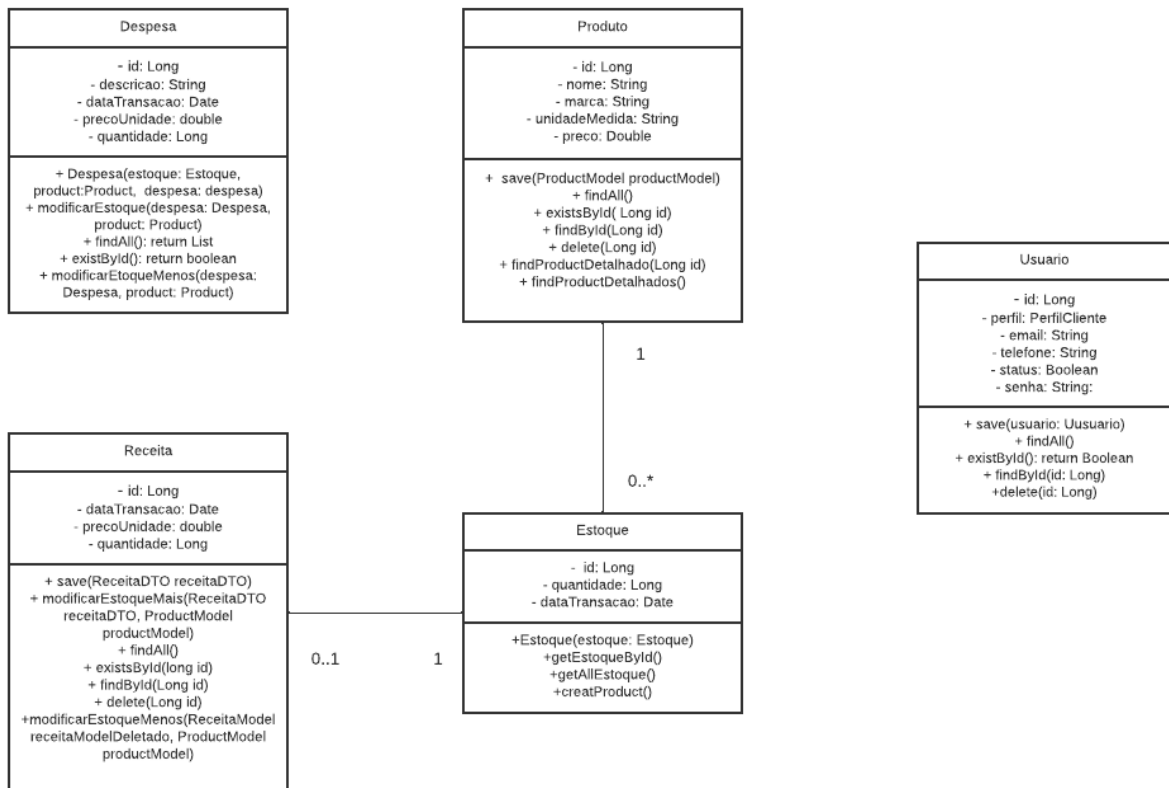 Despesa
- id: Long
- descricao: String
- dataTransacao: Date
- precoUnidade: double
- quantidade: Long
+ Despesa(estoque: Estoque,
product:Product,  despesa: despesa)
+ modificarEstoque(despesa: Despesa,
product: Product)
+ findAll(): return List
+ existById(): return boolean
+ modificarEtoqueMenos(despesa:
Despesa, product: Product)
Produto
- id: Long
- nome: String
- marca: String
- unidadeMedida: String
- preco: Double
+  save(ProductModel productModel)
+ findAll()
+ existsById( Long id)
+ findById(Long id)
+ delete(Long id)
+ findProductDetalhado(Long id)
+ findProductDetalhados()
1
0..*
Usuario
- id: Long
- perfil: PerfilCliente
- email: String
- telefone: String
- status: Boolean
- senha: String:
+ save(usuario: Uusuario)
+ findAll()
+ existById(): return Boolean
+ findById(id: Long)
+delete(id: Long)
Receita
- id: Long
- dataTransacao: Date
- precoUnidade: double
- quantidade: Long
+ save(ReceitaDTO receitaDTO)
+ modificarEstoqueMais(ReceitaDTO
receitaDTO, ProductModel
productModel)
+ findAll()
+ existsById(long id)
+ findById(Long id)
+ delete(Long id)
+modificarEstoqueMenos(ReceitaModel
receitaModelDeletado, ProductModel
productModel)
0..1
1
Estoque
- id: Long
- quantidade: Long
- dataTransacao: Date
+Estoque(estoque: Estoque)
+getEstoqueById()
+getAllEstoque()
+creatProduct()